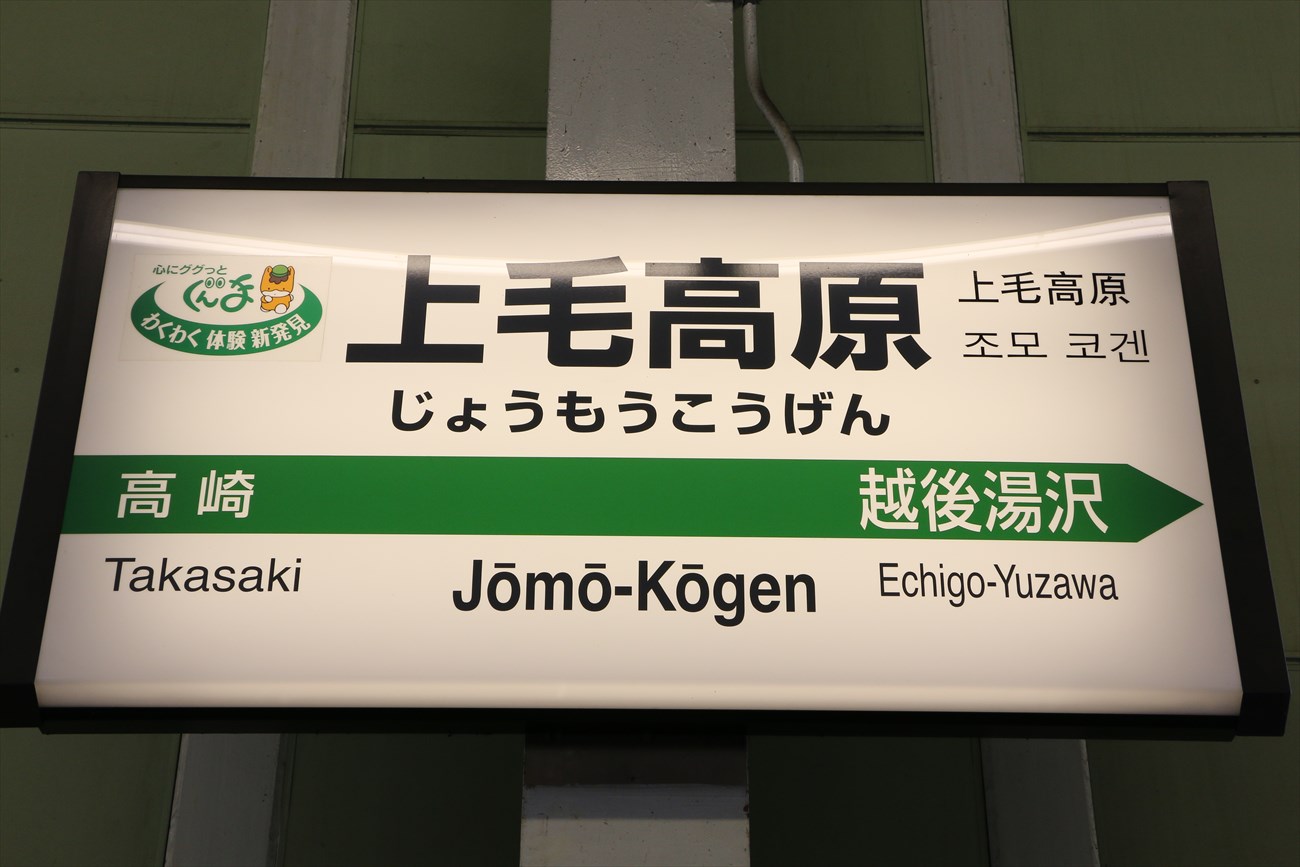 心にググっと
ぐんま
わくわく 体験 新発見
上毛高原
じょうもうこうげん
上毛高原
조모 코겐
高崎
越後湯沢
Takasaki
Jōmō-Kōgen
Echigo-Yuzawa